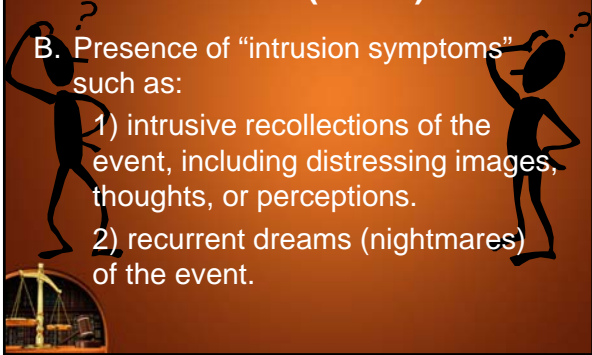 B. Presence of “intrusion symptoms”
such as:
1) intrusive recollections of the
event, including distressing images,
thoughts, or perceptions.
2) recurrent dreams (nightmares)
of the event.